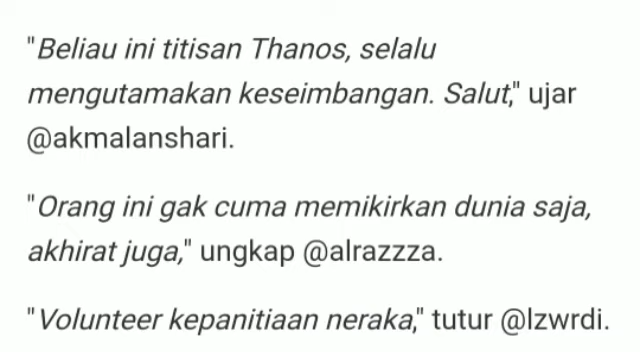 "Beliau ini titisan Thanos, selalu
mengutamakan keseimbangan. Salut," ujar
@akmalanshari.
"Orang ini gak cuma memikirkan dunia saja,
akhirat juga," ungkap @alrazzza.
"Volunteer kepanitiaan neraka," tutur @lzwrdi.